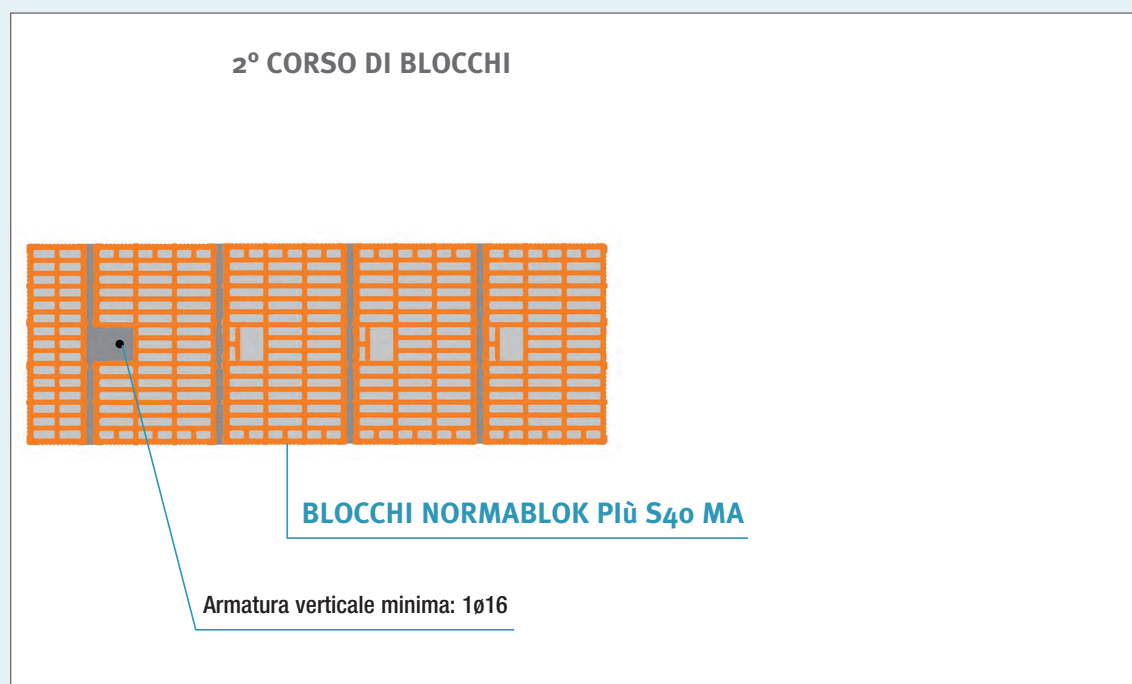 2° CORSO DI BLOCCHI
BLOCCHI NORMABLOK PIù S40 MA
Armatura verticale minima: 1ø16